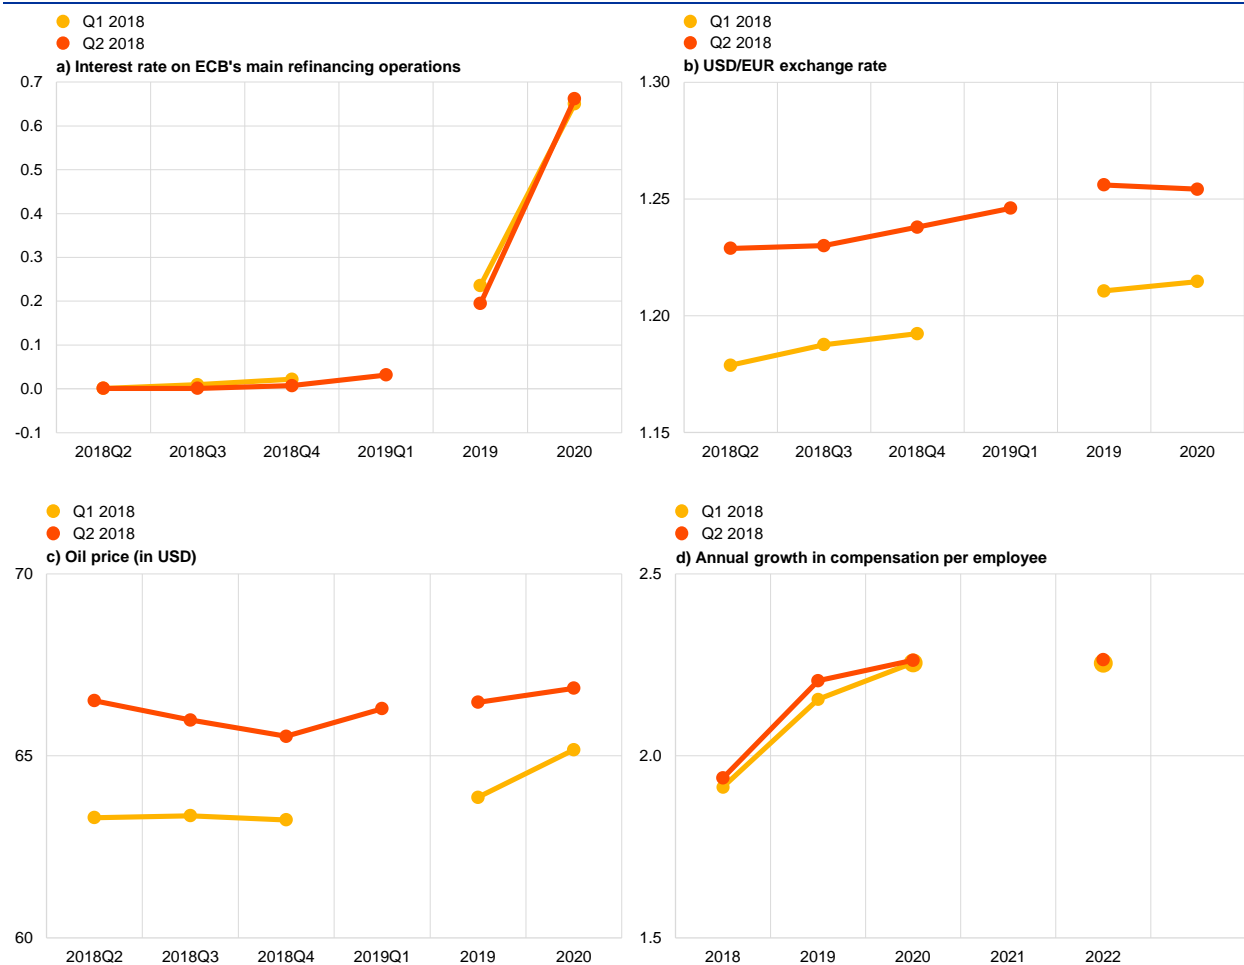 Q1 2018
Q2 2018
a) Interest rate on ECB's main refinancing operations
0.7
0.6
0.5
0.4
0.3
0.2
0.1
0.0
-0.1
2018Q2 2018Q3 2018Q4 2019Q1 2019 2020
Q1 2018
Q2 2018
b) USD/EUR exchange rate
1.30
1.25
1.20
1.15
2018Q2 2018Q3 2018Q4 2019Q1 2019 2020
Q1 2018
Q2 2018
c) Oil price (in USD)
70
65
60
2018Q2 2018Q3 2018Q4 2019Q1 2019 2020
Q1 2018
Q2 2018
d) Annual growth in compensation per employee
2.5
2.0
1.5
2018 2019 2020 2021 2022